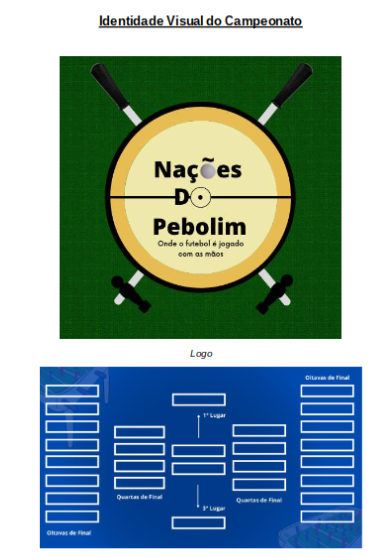 Identidade Visual do Campeonato
Nações
Do
Pebolim
Onde o futebol é jogado
com as mãos
Logo
Oitavas de Final
1º Lugar
Quartas de Final
Quartas de Final
3º Lugar
Oitavas de Final